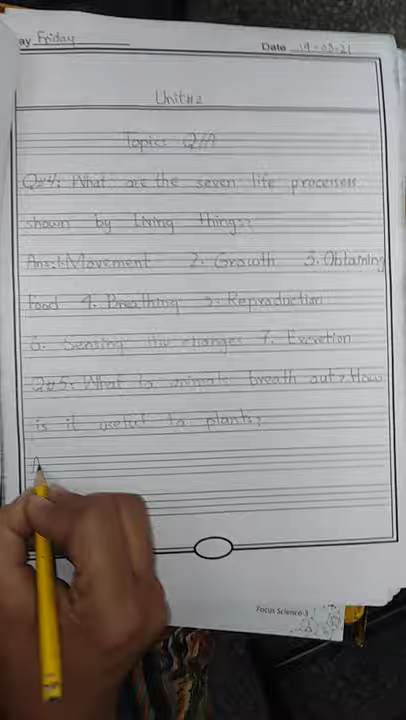 ay Friday Date 19-03-21
Unit#2
Topic: Q/A
Q#4: What are the seven life processes
shown by Living things?
Ans:1.Movement 2. Growth 3. Obtaining
food 4. Breathing 5. Reproduction
6. Sensing the changes 7. Excretion
Q#5: What do animals breath out? How
is it useful to plants?
A
Focus Science-3